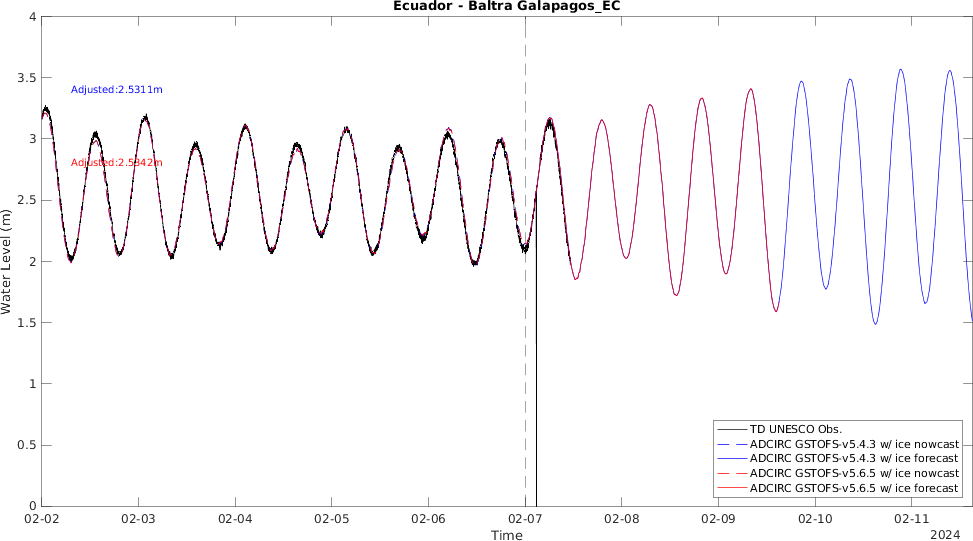 Ecuador - Baltra Galapagos_EC
4
3.5
3
2.5
2
1.5
1
0.5
0
Water Level (m)
Adjusted:2.5311m
Adjusted:2.5342m
TD UNESCO Obs.
ADCIRC GSTOFS-v5.4.3 w/ ice nowcast
ADCIRC GSTOFS-v5.4.3 w/ ice forecast
ADCIRC GSTOFS-v5.6.5 w/ ice nowcast
ADCIRC GSTOFS-v5.6.5 w/ ice forecast
02-02 02-03 02-04 02-05 02-06 02-07 02-08 02-09 02-10 02-11
Time
2024